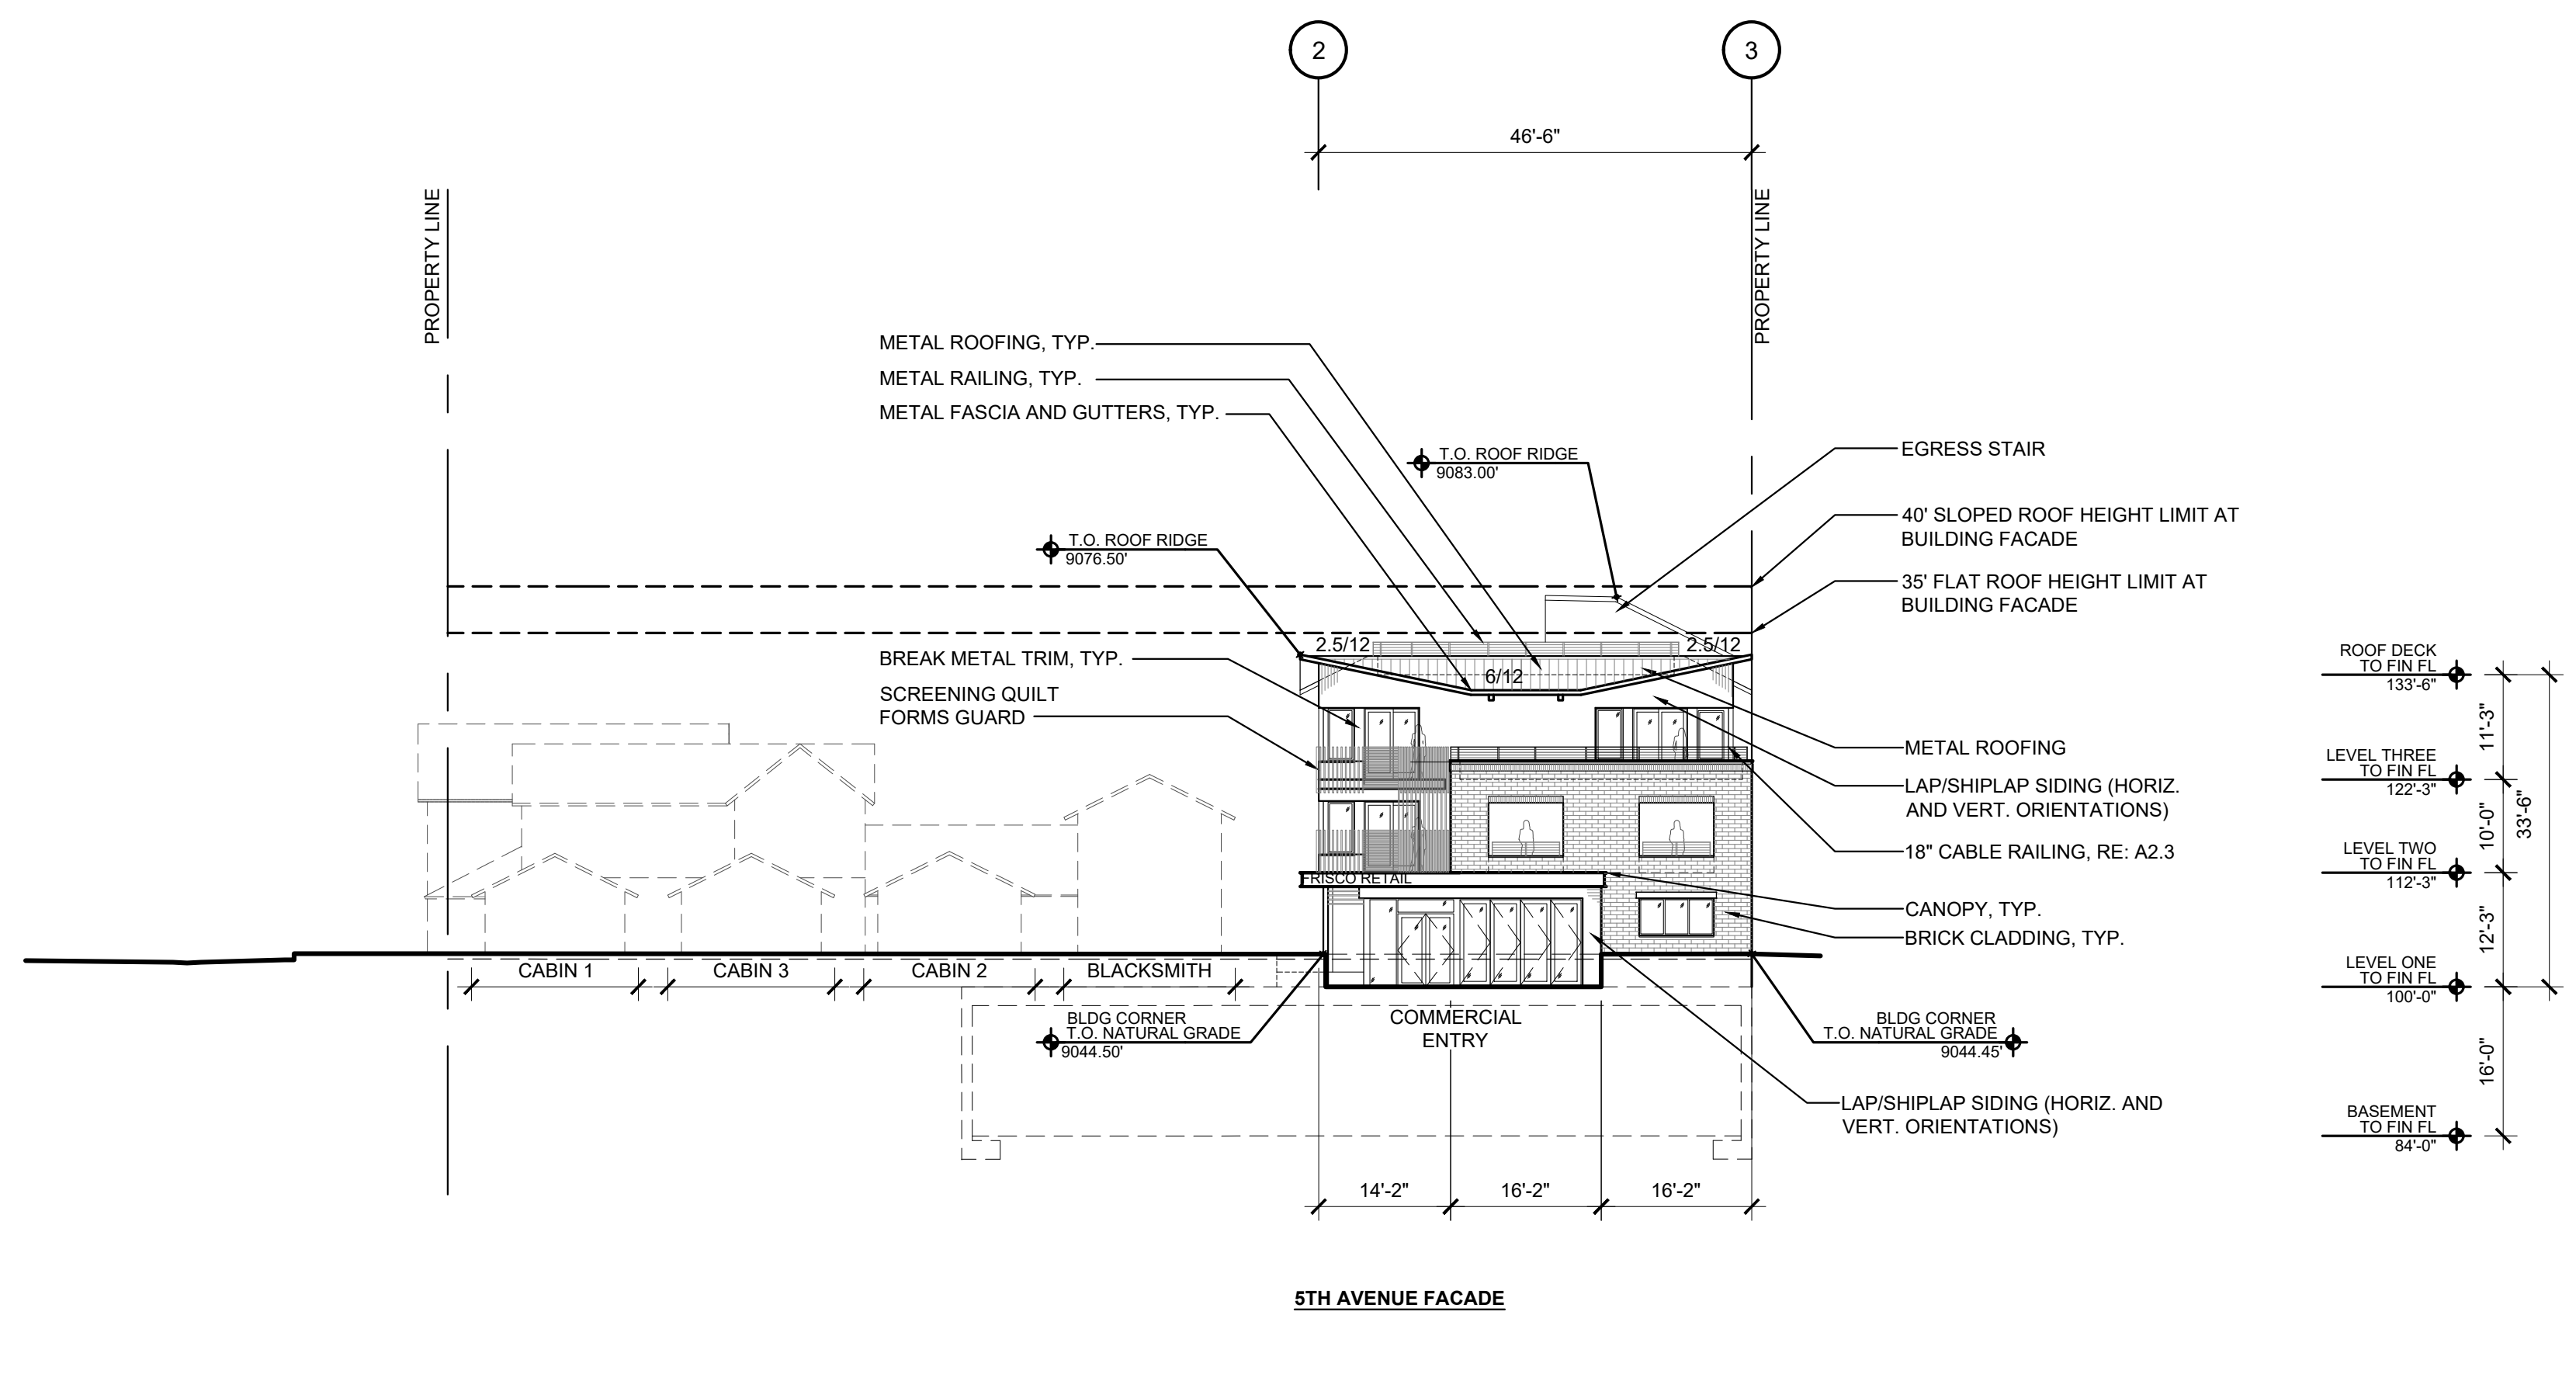 2
3
46'-6"
PROPERTY LINE
PROPERTY LINE
METAL ROOFING, TYP.
METAL RAILING, TYP.
METAL FASCIA AND GUTTERS, TYP.
T.O. ROOF RIDGE
9083.00'
EGRESS STAIR
40' SLOPED ROOF HEIGHT LIMIT AT
BUILDING FACADE
T.O. ROOF RIDGE
9076.50'
35' FLAT ROOF HEIGHT LIMIT AT
BUILDING FACADE
2.5/12
2.5/12
6/12
BREAK METAL TRIM, TYP.
SCREENING QUILT
FORMS GUARD
METAL ROOFING
LAP/SHIPLAP SIDING (HORIZ.
AND VERT. ORIENTATIONS)
18" CABLE RAILING, RE: A2.3
FRISCO RETAIL
CANOPY, TYP.
BRICK CLADDING, TYP.
ROOF DECK
TO FIN FL
133'-6"
11'-3"
LEVEL THREE
TO FIN FL
122'-3"
10'-0"
33'-6"
LEVEL TWO
TO FIN FL
112'-3"
12'-3"
LEVEL ONE
TO FIN FL
100'-0"
16'-0"
BASEMENT
TO FIN FL
84'-0"
CABIN 1
CABIN 3
CABIN 2
BLACKSMITH
BLDG CORNER
T.O. NATURAL GRADE
9044.50'
COMMERCIAL
ENTRY
BLDG CORNER
T.O. NATURAL GRADE
9044.45'
LAP/SHIPLAP SIDING (HORIZ. AND
VERT. ORIENTATIONS)
14'-2"
16'-2"
16'-2"
5TH AVENUE FACADE